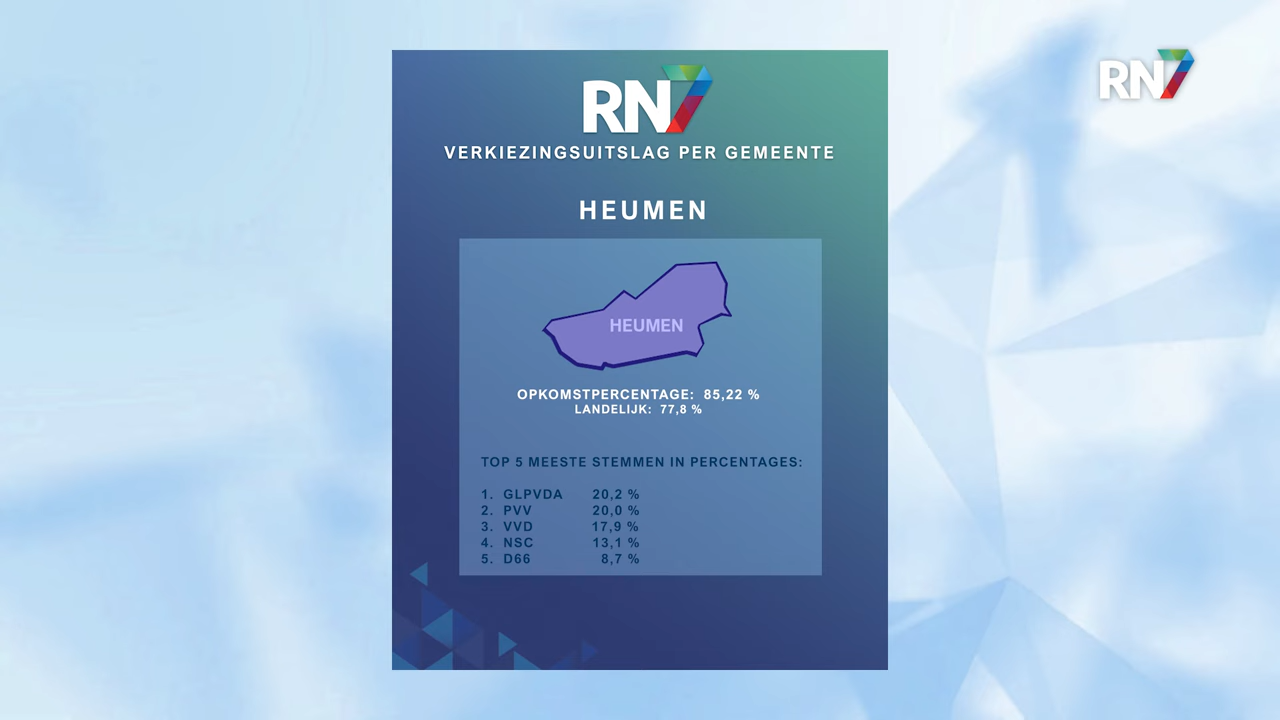 RN7
RN7
VERKIEZINGSUITSLAG PER GEMEENTE
HEUMEN
HEUMEN
OPKOMSTPERCENTAGE: 85,22 %
LANDELIJK: 77,8 %
TOP 5 MEESTE STEMMEN IN PERCENTAGES:
1. GLPVDA 20,2 %
2. PVV 20,0 %
3. VVD 17,9 %
4. NSC 13,1 %
5. D66 8,7 %